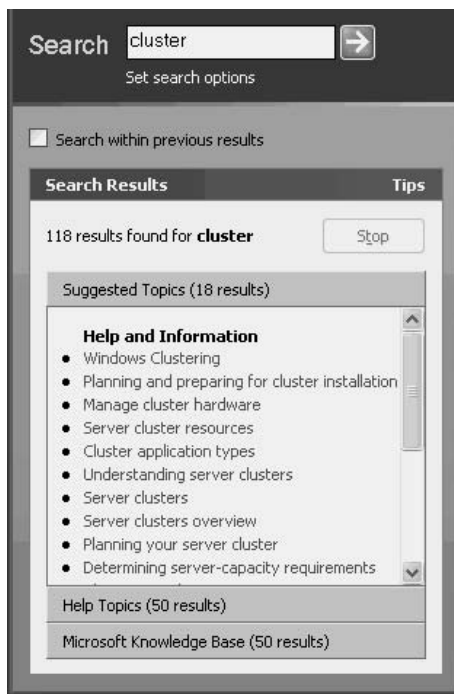 Search cluster
Set search options
Search within previous results
Search Results Tips
118 results found for cluster Stop
Suggested Topics (18 results)
Help and Information
• Windows Clustering
• Planning and preparing for cluster installation
• Manage cluster hardware
• Server cluster resources
• Cluster application types
• Understanding server clusters
• Server clusters
• Server clusters overview
• Planning your server cluster
• Determining server-capacity requirements
Help Topics (50 results)
Microsoft Knowledge Base (50 results)